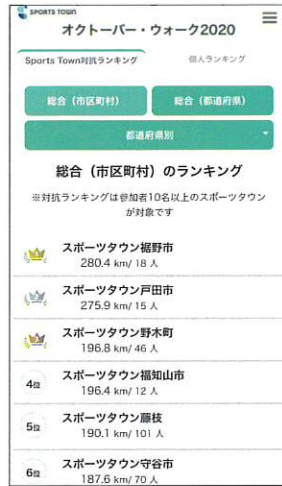 SPORTS TOWN
オクトーバー・ウォーク2020
Sports Town対抗ランキング
個人ランキング
総合（市区町村）
総合（都道府県）
都道府県別
総合（市区町村）のランキング
※対抗ランキングは参加者10名以上のスポーツタウン
が対象です
スポーツタウン裾野市
280.4 km/ 18 人
スポーツタウン戸田市
275.9 km/ 15 人
スポーツタウン野木町
196.8 km/ 46 人
4位
スポーツタウン福知山市
196.4 km/ 12 人
5位
スポーツタウン藤枝
190.1 km/ 101 人
6位
スポーツタウン守谷市
187.6 km/ 70 人